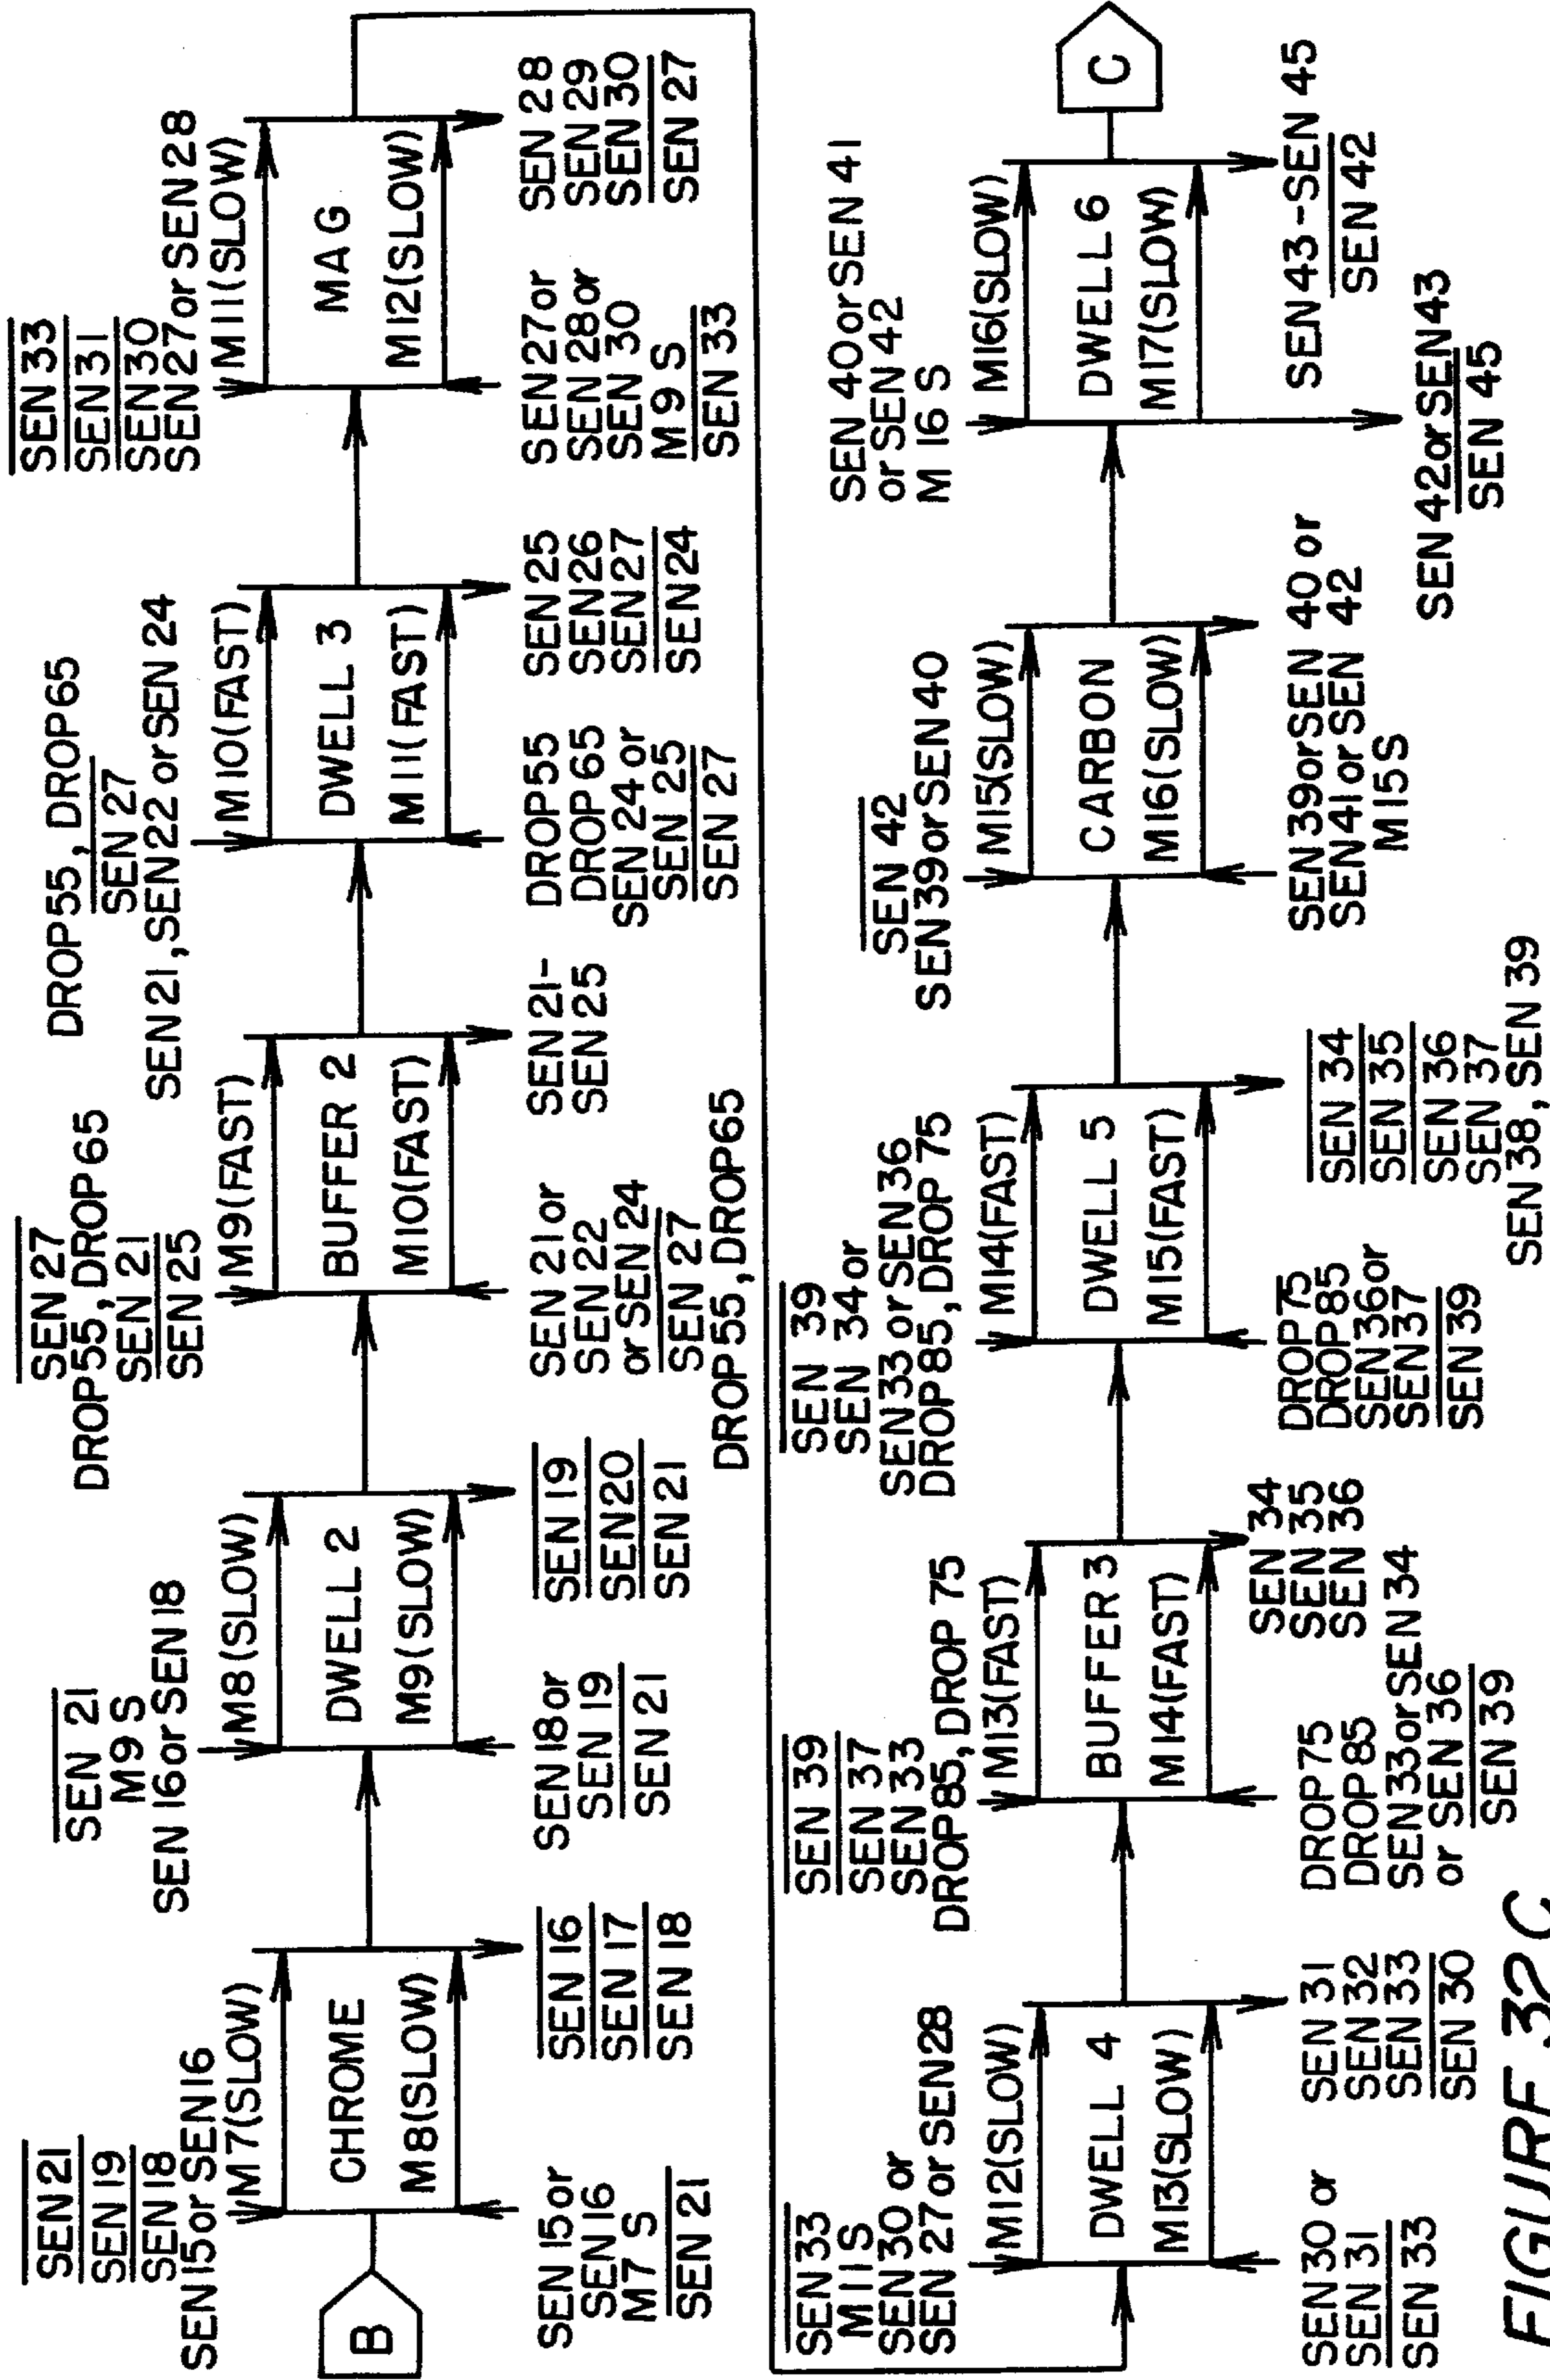 B
SEN 21
SEN 19
SEN 18
SEN 15 or SEN 16
M7(SLOW)
CHROME
M8(SLOW)
SEN 15 or
SEN 16
M7 S
SEN 21
SEN 16
SEN 17
SEN 18
SEN 21
M9 S
SEN 16 or SEN 18
M8(SLOW)
DWELL 2
M9(SLOW)
SEN 18 or
SEN 19
SEN 21
SEN 19
SEN 20
SEN 21
SEN 27
DROP 55, DROP 65
SEN 21
SEN 25
M9(FAST)
BUFFER 2
M10(FAST)
SEN 21 or
SEN 22
or SEN 24
SEN 27
DROP 55, DROP 65
SEN 21-
SEN 25
DROP 55, DROP 65
SEN 27
SEN 21, SEN 22 or SEN 24
M10(FAST)
DWELL 3
M11(FAST)
DROP 55
DROP 65
SEN 24 or
SEN 25
SEN 27
SEN 25
SEN 26
SEN 27
SEN 24
SEN 33
SEN 31
SEN 30
SEN 27 or SEN 28
M11(SLOW)
MAG
M12(SLOW)
SEN 27 or
SEN 28 or
SEN 30
M9 S
SEN 33
SEN 28
SEN 29
SEN 30
SEN 27
SEN 33
M11 S
SEN 30 or
SEN 27 or SEN 28
M12(SLOW)
DWELL 4
M13(SLOW)
SEN 30 or
SEN 31
SEN 33
SEN 31
SEN 32
SEN 33
SEN 30
SEN 39
SEN 37
SEN 33
DROP 85, DROP 75
M13(FAST)
BUFFER 3
M14(FAST)
DROP 75
DROP 85
SEN 33 or SEN 34
or SEN 36
SEN 39
SEN 34
SEN 35
SEN 36
SEN 39
SEN 34 or
SEN 33 or SEN 36
DROP 85, DROP 75
M14(FAST)
DWELL 5
M15(FAST)
DROP 75
DROP 85
SEN 36 or
SEN 37
SEN 39
SEN 34
SEN 35
SEN 36
SEN 37
SEN 38, SEN 39
SEN 42
SEN 39 or SEN 40
M15(SLOW)
CARBON
M16(SLOW)
SEN 39 or SEN 40 or
SEN 41 or SEN 42
M15 S
SEN 40 or SEN 41
or SEN 42
M 16 S
M16(SLOW)
DWELL 6
M17(SLOW)
SEN 42 or SEN 43
SEN 45
SEN 43-SEN 45
SEN 42
C
FIGURE 32C